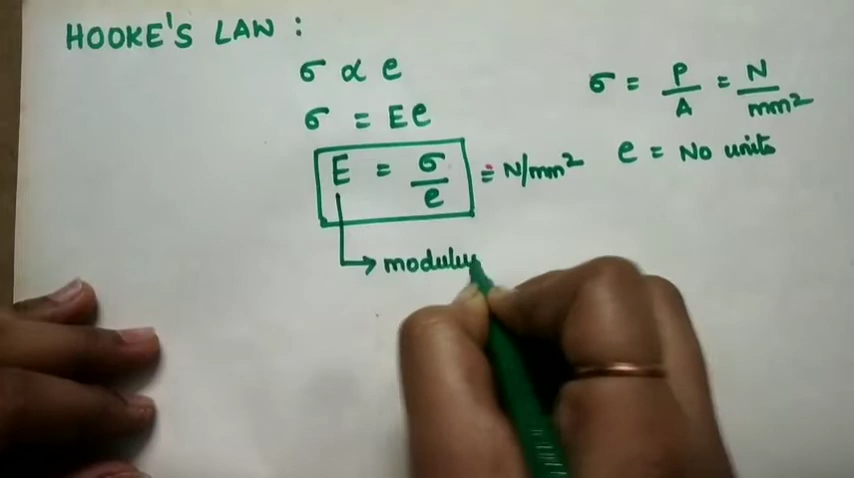 HOOKE'S LAW :
σ ∝ e
σ = Ee
E = σ/e = N/mm²
→ modulus
σ = P/A = N/mm²
e = No units